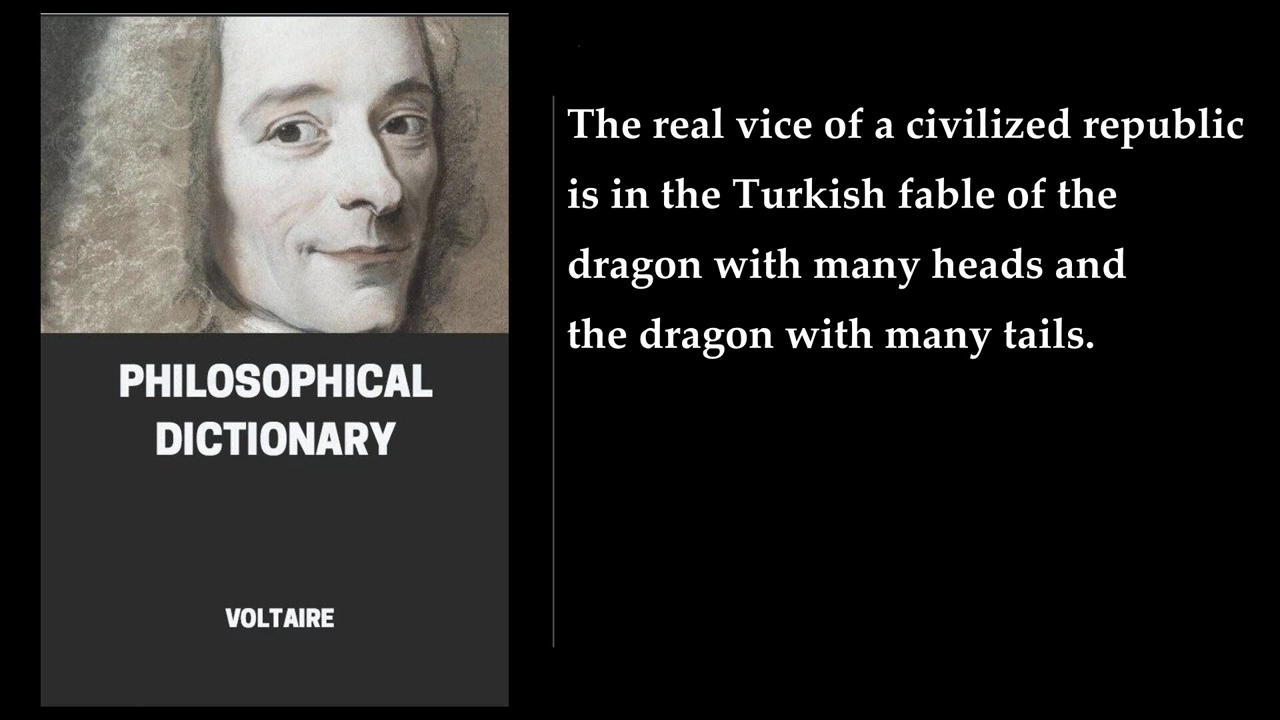 PHILOSOPHICAL
DICTIONARY
VOLTAIRE
The real vice of a civilized republic
is in the Turkish fable of the
dragon with many heads and
the dragon with many tails.